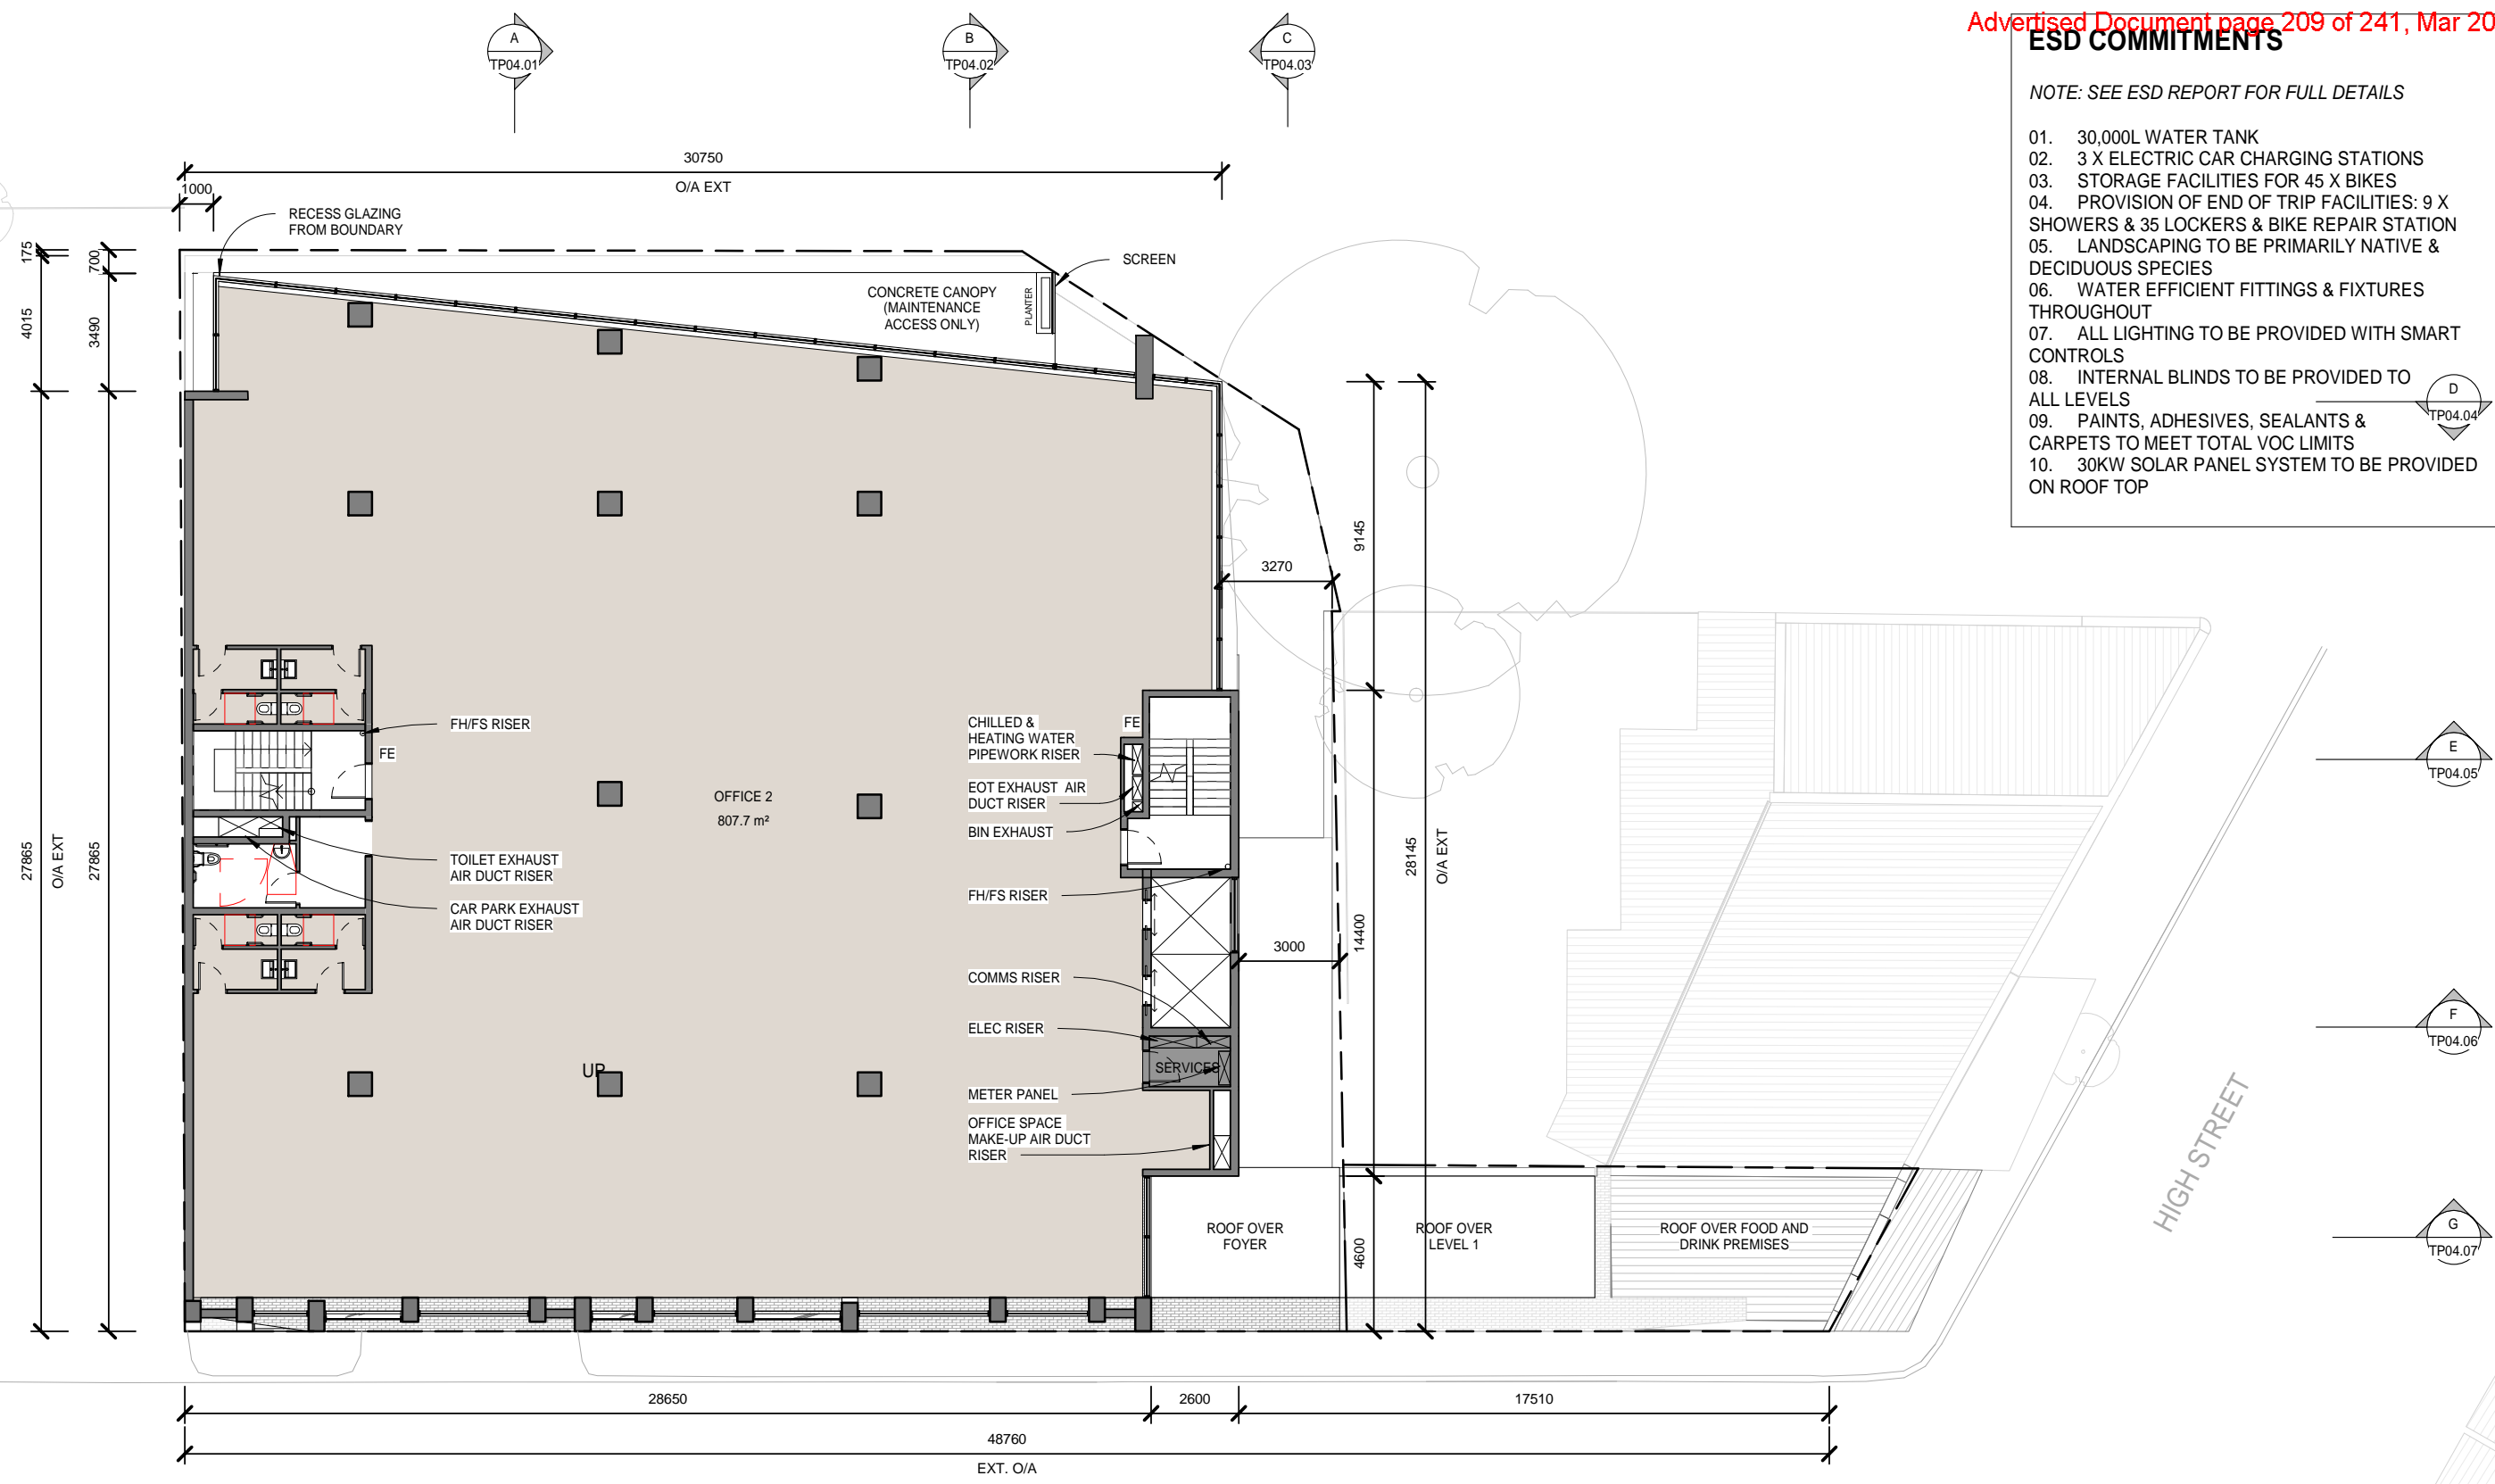 Advertised Document page 209 of 241, Mar 20
ESD COMMITMENTS
NOTE: SEE ESD REPORT FOR FULL DETAILS
01. 30,000L WATER TANK
02. 3 X ELECTRIC CAR CHARGING STATIONS
03. STORAGE FACILITIES FOR 45 X BIKES
04. PROVISION OF END OF TRIP FACILITIES: 9 X
SHOWERS & 35 LOCKERS & BIKE REPAIR STATION
05. LANDSCAPING TO BE PRIMARILY NATIVE &
DECIDUOUS SPECIES
06. WATER EFFICIENT FITTINGS & FIXTURES
THROUGHOUT
07. ALL LIGHTING TO BE PROVIDED WITH SMART
CONTROLS
08. INTERNAL BLINDS TO BE PROVIDED TO
ALL LEVELS
09. PAINTS, ADHESIVES, SEALANTS &
CARPETS TO MEET TOTAL VOC LIMITS
10. 30KW SOLAR PANEL SYSTEM TO BE PROVIDED
ON ROOF TOP
A
TP04.01
B
TP04.02
C
TP04.03
D
TP04.04
E
TP04.05
F
TP04.06
G
TP04.07
30750
O/A EXT
1000
RECESS GLAZING
FROM BOUNDARY
175
700
4015
3490
27865
O/A EXT
27865
SCREEN
CONCRETE CANOPY
(MAINTENANCE
ACCESS ONLY)
PLANTER
9145
3270
28145
O/A EXT
14400
3000
4600
FH/FS RISER
FE
TOILET EXHAUST
AIR DUCT RISER
CAR PARK EXHAUST
AIR DUCT RISER
OFFICE 2
807.7 m²
UP
CHILLED &
HEATING WATER
PIPEWORK RISER
FE
EOT EXHAUST AIR
DUCT RISER
BIN EXHAUST
FH/FS RISER
COMMS RISER
ELEC RISER
SERVICES
METER PANEL
OFFICE SPACE
MAKE-UP AIR DUCT
RISER
ROOF OVER
FOYER
ROOF OVER
LEVEL 1
ROOF OVER FOOD AND
DRINK PREMISES
HIGH STREET
28650
2600
17510
48760
EXT. O/A